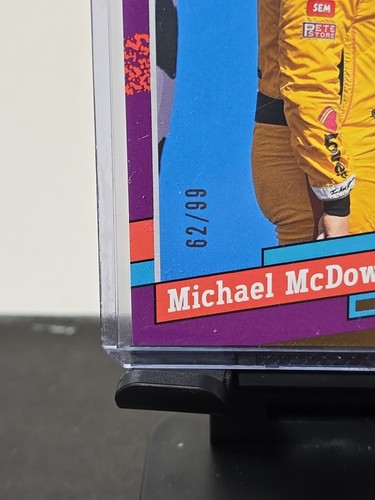 SEM
PETE
STORE
62/99
Michael McDow